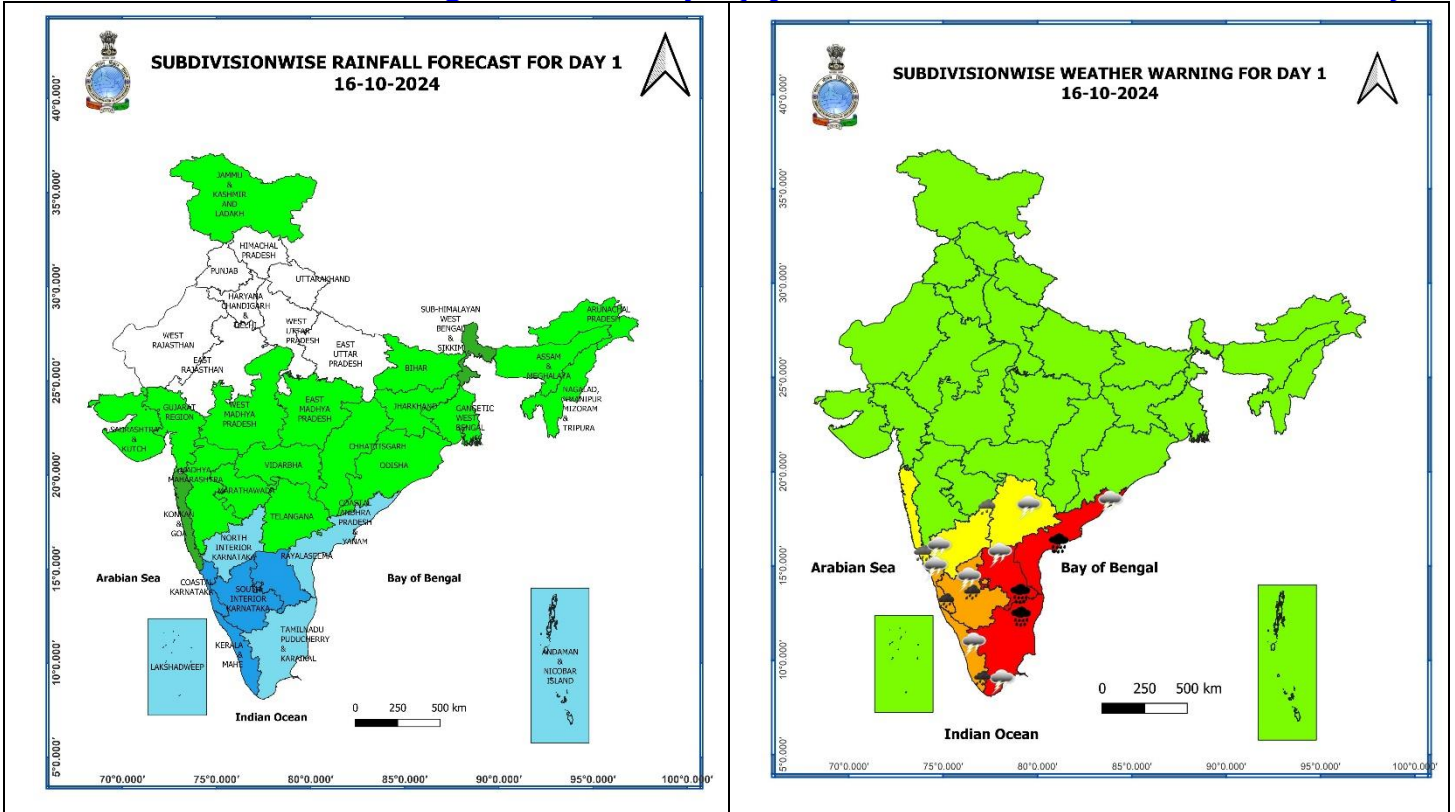 SUBDIVISIONWISE RAINFALL FORECAST FOR DAY 1
16-10-2024
40°0.000'
35°0.000'
30°0.000'
25°0.000'
20°0.000'
15°0.000'
10°0.000'
5°0.000'
JAMMU
&
KASHMIR
AND
LADAKH
HIMACHAL
PRADESH
PUNJAB
UTTARAKHAND
HARYANA
CHANDIGARH
&
DELHI
WEST
RAJASTHAN
EAST
RAJASTHAN
WEST
UTTAR
PRADESH
EAST
UTTAR
PRADESH
SUB-HIMALAYAN
WEST
BENGAL
&
SIKKIM
ARUNACHAL
PRADESH
ASSAM
&
MEGHALAYA
NAGALAD,
MANIPUR
MIZORAM
&
TRIPURA
BIHAR
JHARKHAND
GANGETIC
WEST
BENGAL
GUJARAT
REGION
SAURASHTRA
&
KUTCH
WEST
MADHYA
PRADESH
EAST
MADHYA
PRADESH
CHHATTISGARH
ODISHA
VIDARBHA
MADHYA
MAHARASHTRA
MARATHAWADA
KONKAN
&
GOA
TELANGANA
COASTAL
ANDHRA
PRADESH
&
YANAM
NORTH
INTERIOR
KARNATAKA
RAYALASEEMA
COASTAL
KARNATAKA
SOUTH
INTERIOR
KARNATAKA
TAMILNADU
PUDUCHERRY
&
KARAIKAL
KERALA
&
MAHE
LAKSHADWEEP
ANDAMAN
&
NICOBAR
ISLAND
Arabian Sea
Bay of Bengal
Indian Ocean
0 250 500 km
70°0.000' 75°0.000' 80°0.000' 85°0.000' 90°0.000' 95°0.000' 100°0.000'
SUBDIVISIONWISE WEATHER WARNING FOR DAY 1
16-10-2024
40°0.000'
35°0.000'
30°0.000'
25°0.000'
20°0.000'
15°0.000'
10°0.000'
5°0.000'
Arabian Sea
Bay of Bengal
0 250 500 km
Indian Ocean
70°0.000' 75°0.000' 80°0.000' 85°0.000' 90°0.000' 95°0.000' 100°0.000'